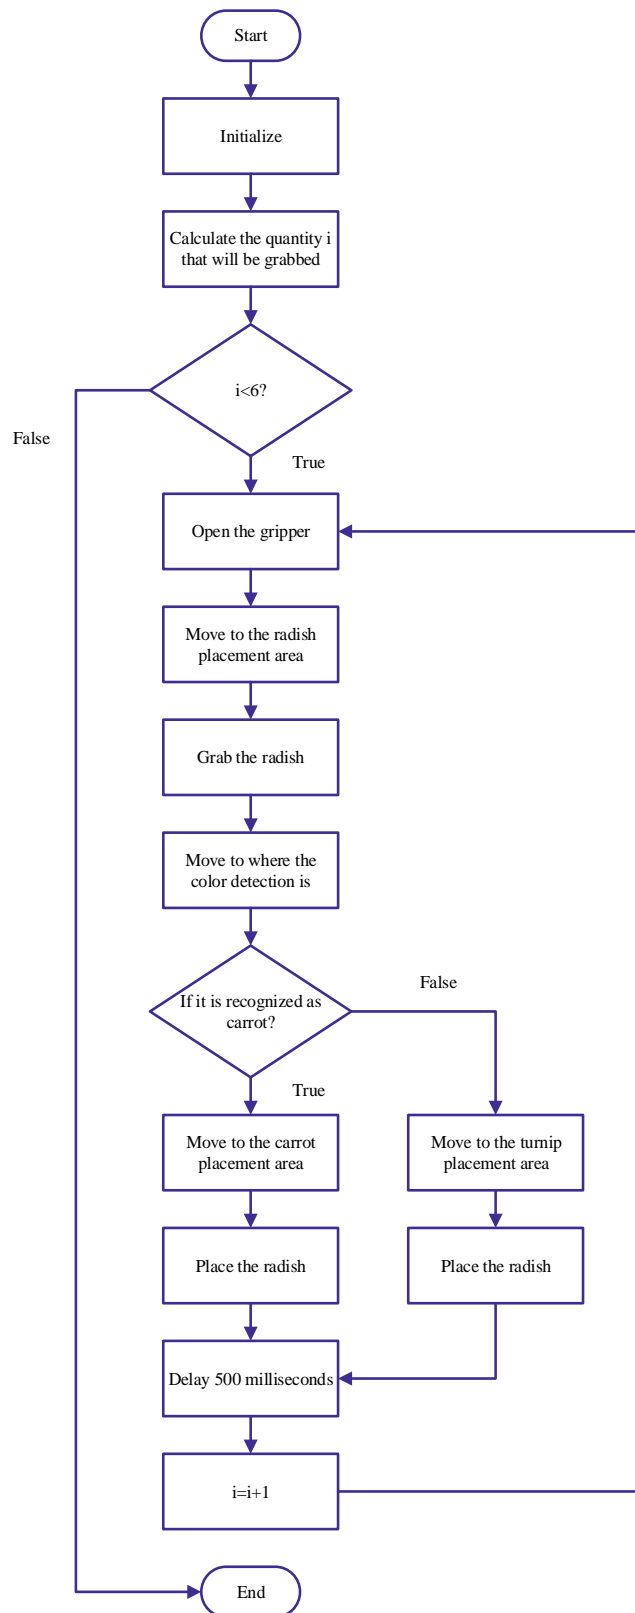 Start
Initialize
Calculate the quantity i
that will be grabbed
i<6?
False
True
Open the gripper
Move to the radish
placement area
Grab the radish
Move to where the
color detection is
If it is recognized as
carrot?
False
True
Move to the carrot
placement area
Move to the turnip
placement area
Place the radish
Place the radish
Delay 500 milliseconds
i=i+1
End